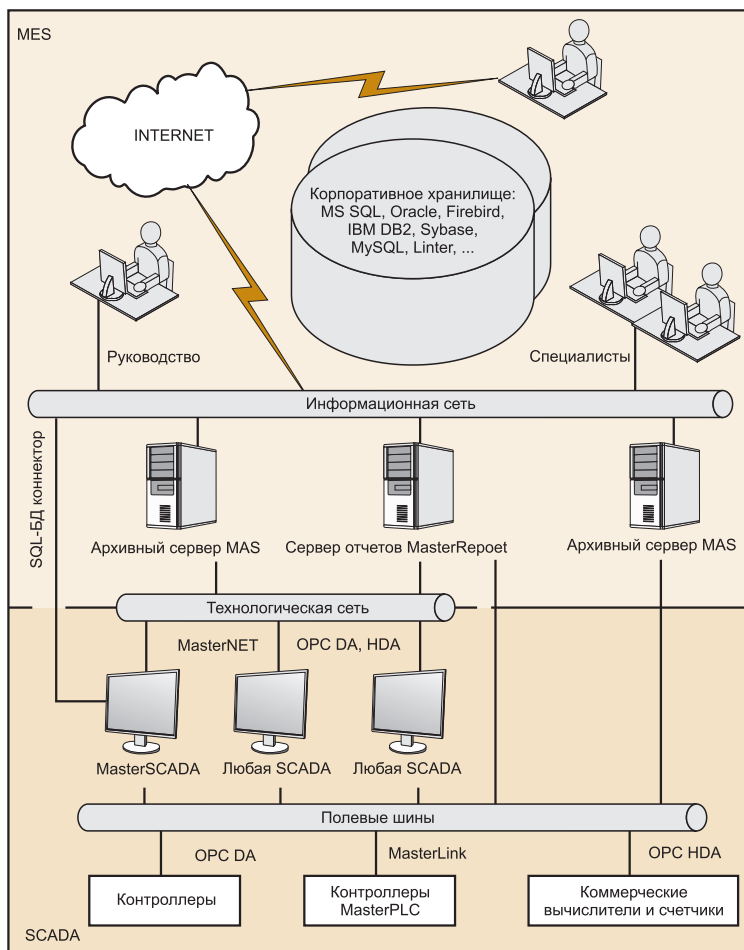 MES
INTERNET
Корпоративное хранилище:
MS SQL, Oracle, Firebird,
IBM DB2, Sybase,
MySQL, Linter, ...
Руководство
Специалисты
Информационная сеть
SQL-БД коннектор
Архивный сервер MAS
Сервер отчетов MasterRepoet
Архивный сервер MAS
Технологическая сеть
MasterNET
OPC DA, HDA
MasterSCADA
Любая SCADA
Любая SCADA
Полевые шины
OPC DA
MasterLink
OPC HDA
Контроллеры
Контроллеры
MasterPLC
Коммерческие
вычислители и счетчики
SCADA